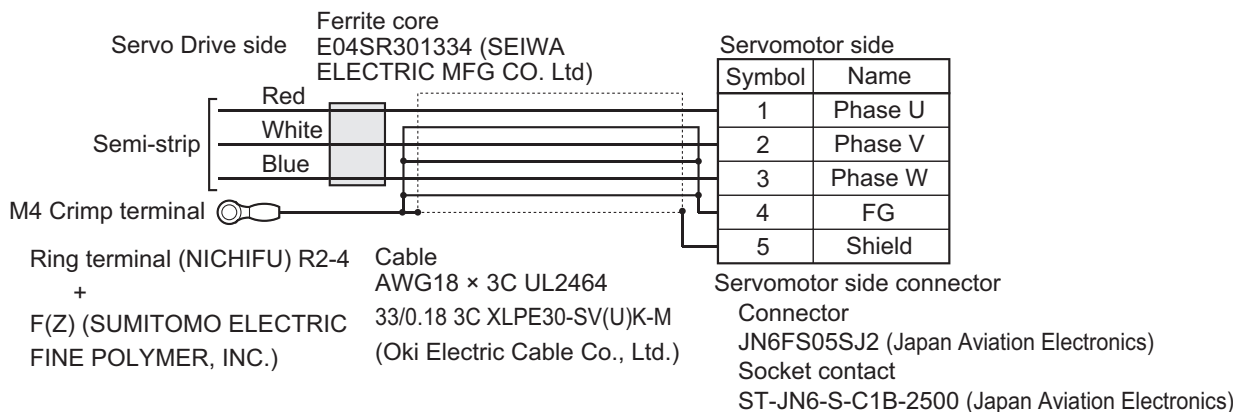 Servo Drive side
Ferrite core
E04SR301334 (SEIWA
ELECTRIC MFG CO. Ltd)
Servomotor side
Symbol Name
Red
1 Phase U
White
2 Phase V
Semi-strip
Blue
3 Phase W
M4 Crimp terminal
4 FG
5 Shield
Ring terminal (NICHIFU) R2-4
+
F(Z) (SUMITOMO ELECTRIC
FINE POLYMER, INC.)
Cable
AWG18 × 3C UL2464
33/0.18 3C XLPE30-SV(U)K-M
(Oki Electric Cable Co., Ltd.)
Servomotor side connector
Connector
JN6FS05SJ2 (Japan Aviation Electronics)
Socket contact
ST-JN6-S-C1B-2500 (Japan Aviation Electronics)